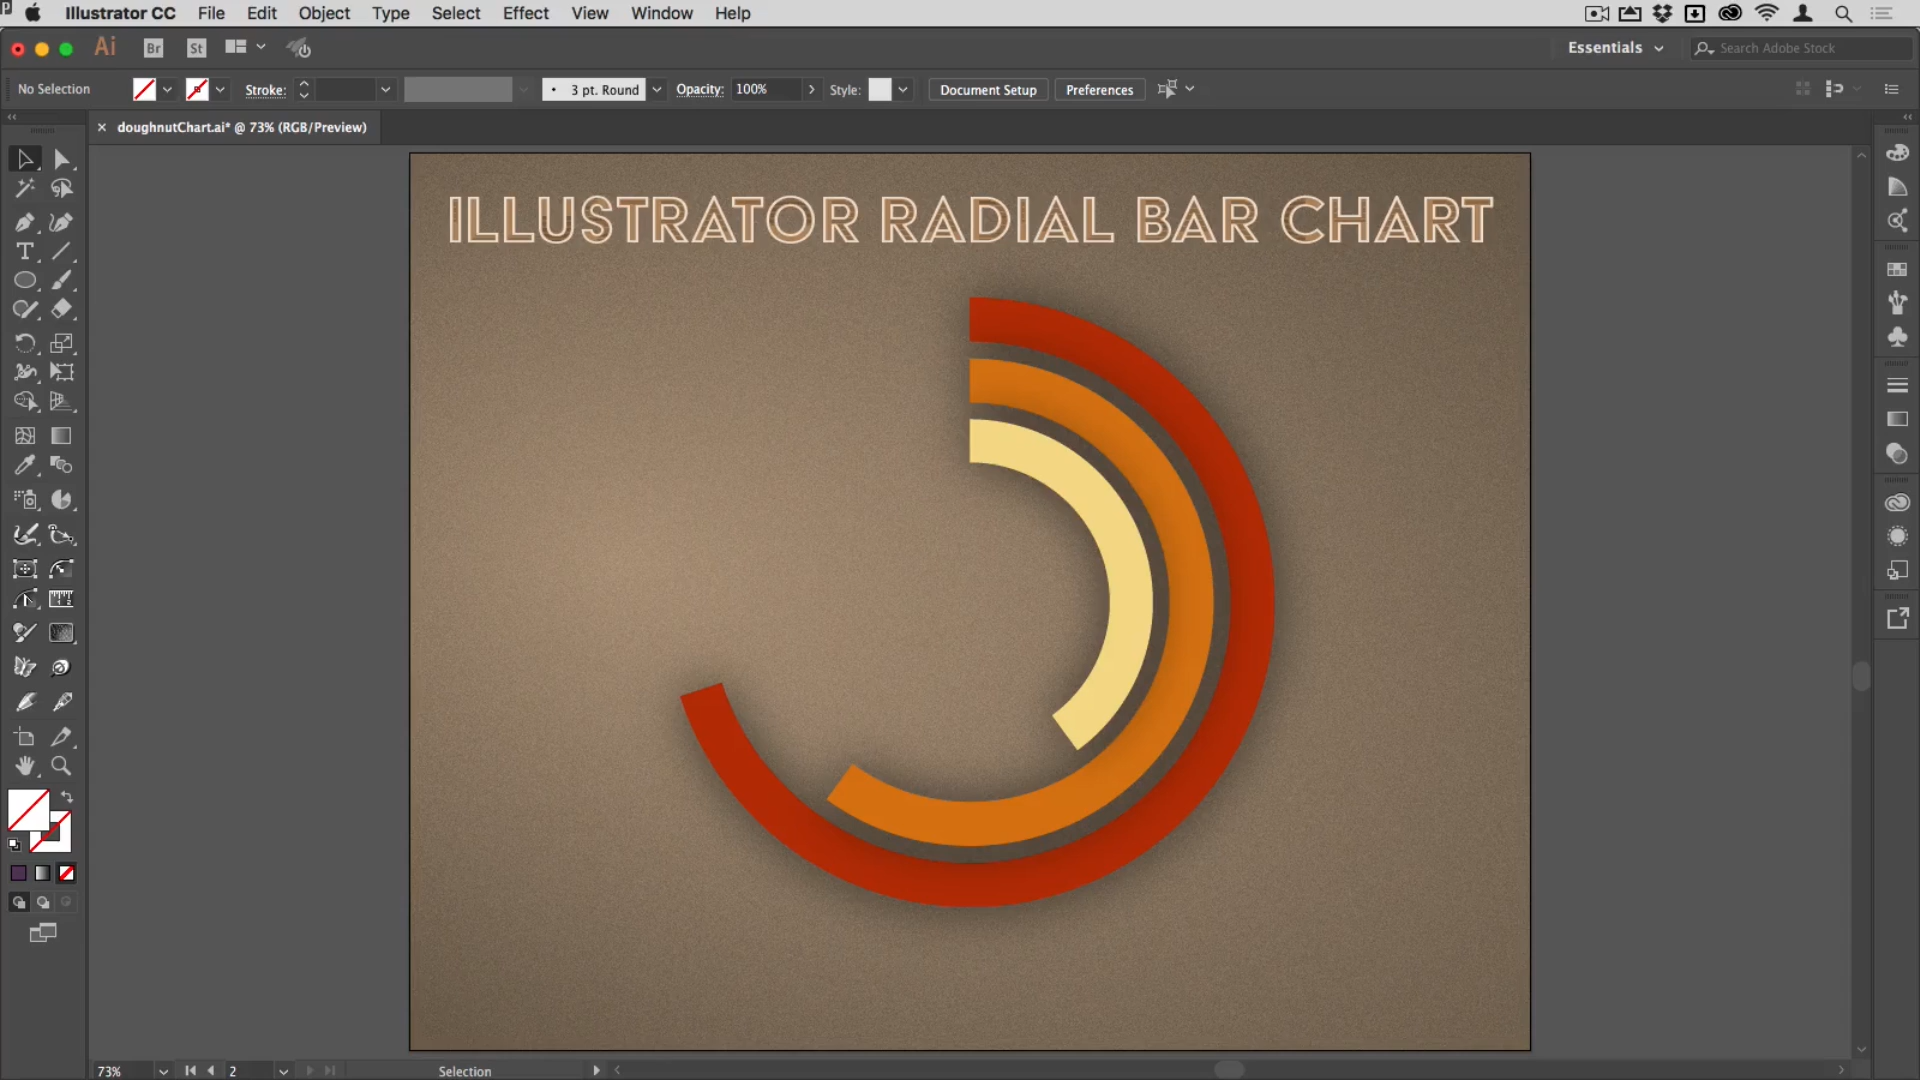 Illustrator CC File Edit Object Type Select Effect View Window Help
Ai Br St Essentials Search Adobe Stock
No Selection Stroke: • 3 pt. Round Opacity: 100% Style: Document Setup Preferences
× doughnutChart.ai* @ 73% (RGB/Preview)
ILLUSTRATOR RADIAL BAR CHART
73% 2 Selection